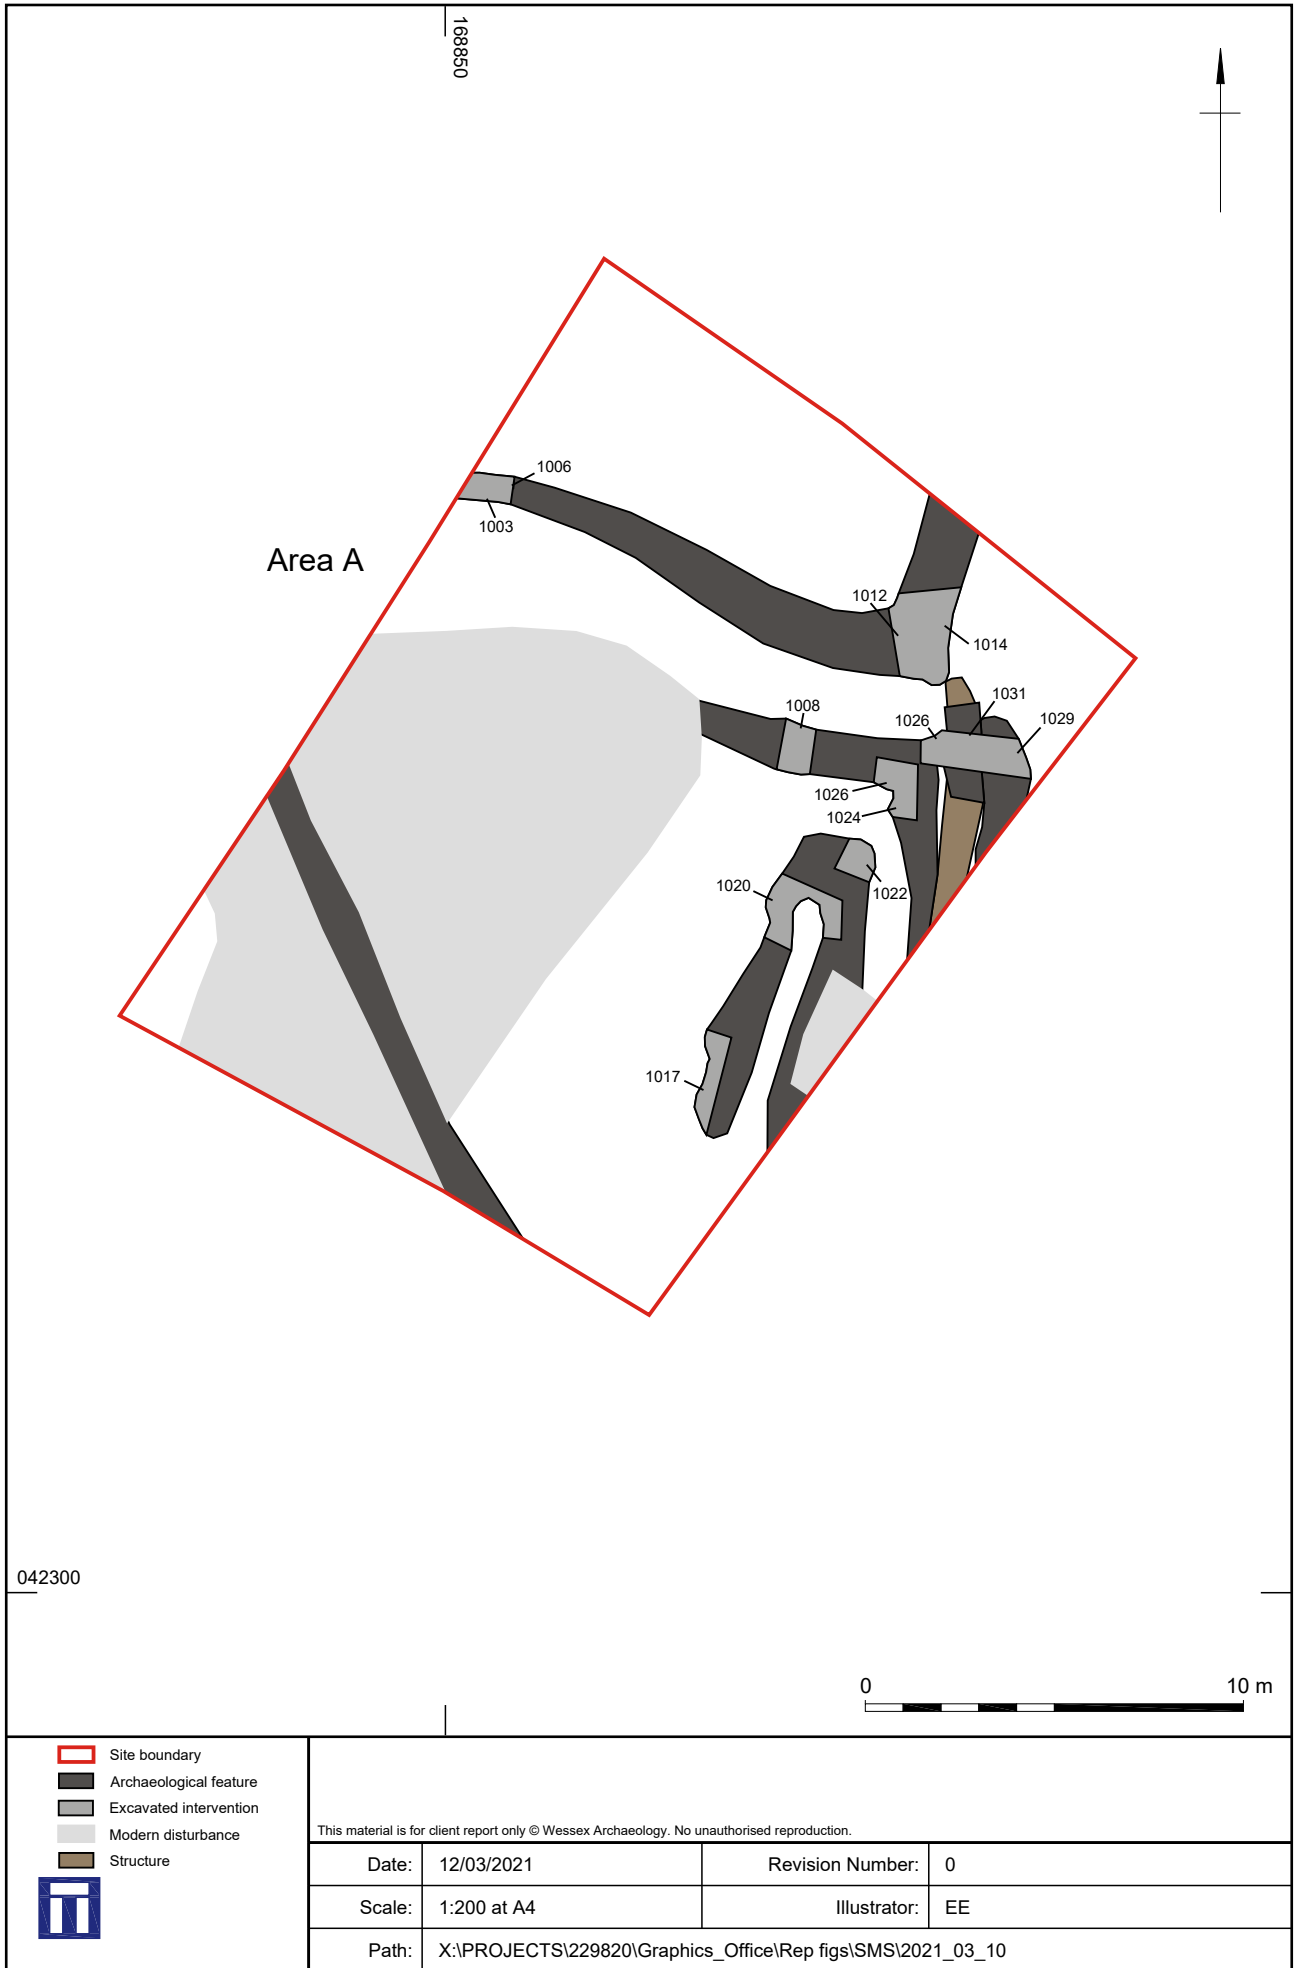 168850
1006
1003
Area A
1012
1014
1008
1026
1031
1029
1026
1024
1020
1022
1017
042300
0 10 m
Site boundary
Archaeological feature
Excavated intervention
Modern disturbance
Structure
This material is for client report only © Wessex Archaeology. No unauthorised reproduction.
Date: 12/03/2021 Revision Number: 0
Scale: 1:200 at A4 Illustrator: EE
Path: X:\PROJECTS\229820\Graphics_Office\Rep figs\SMS\2021_03_10